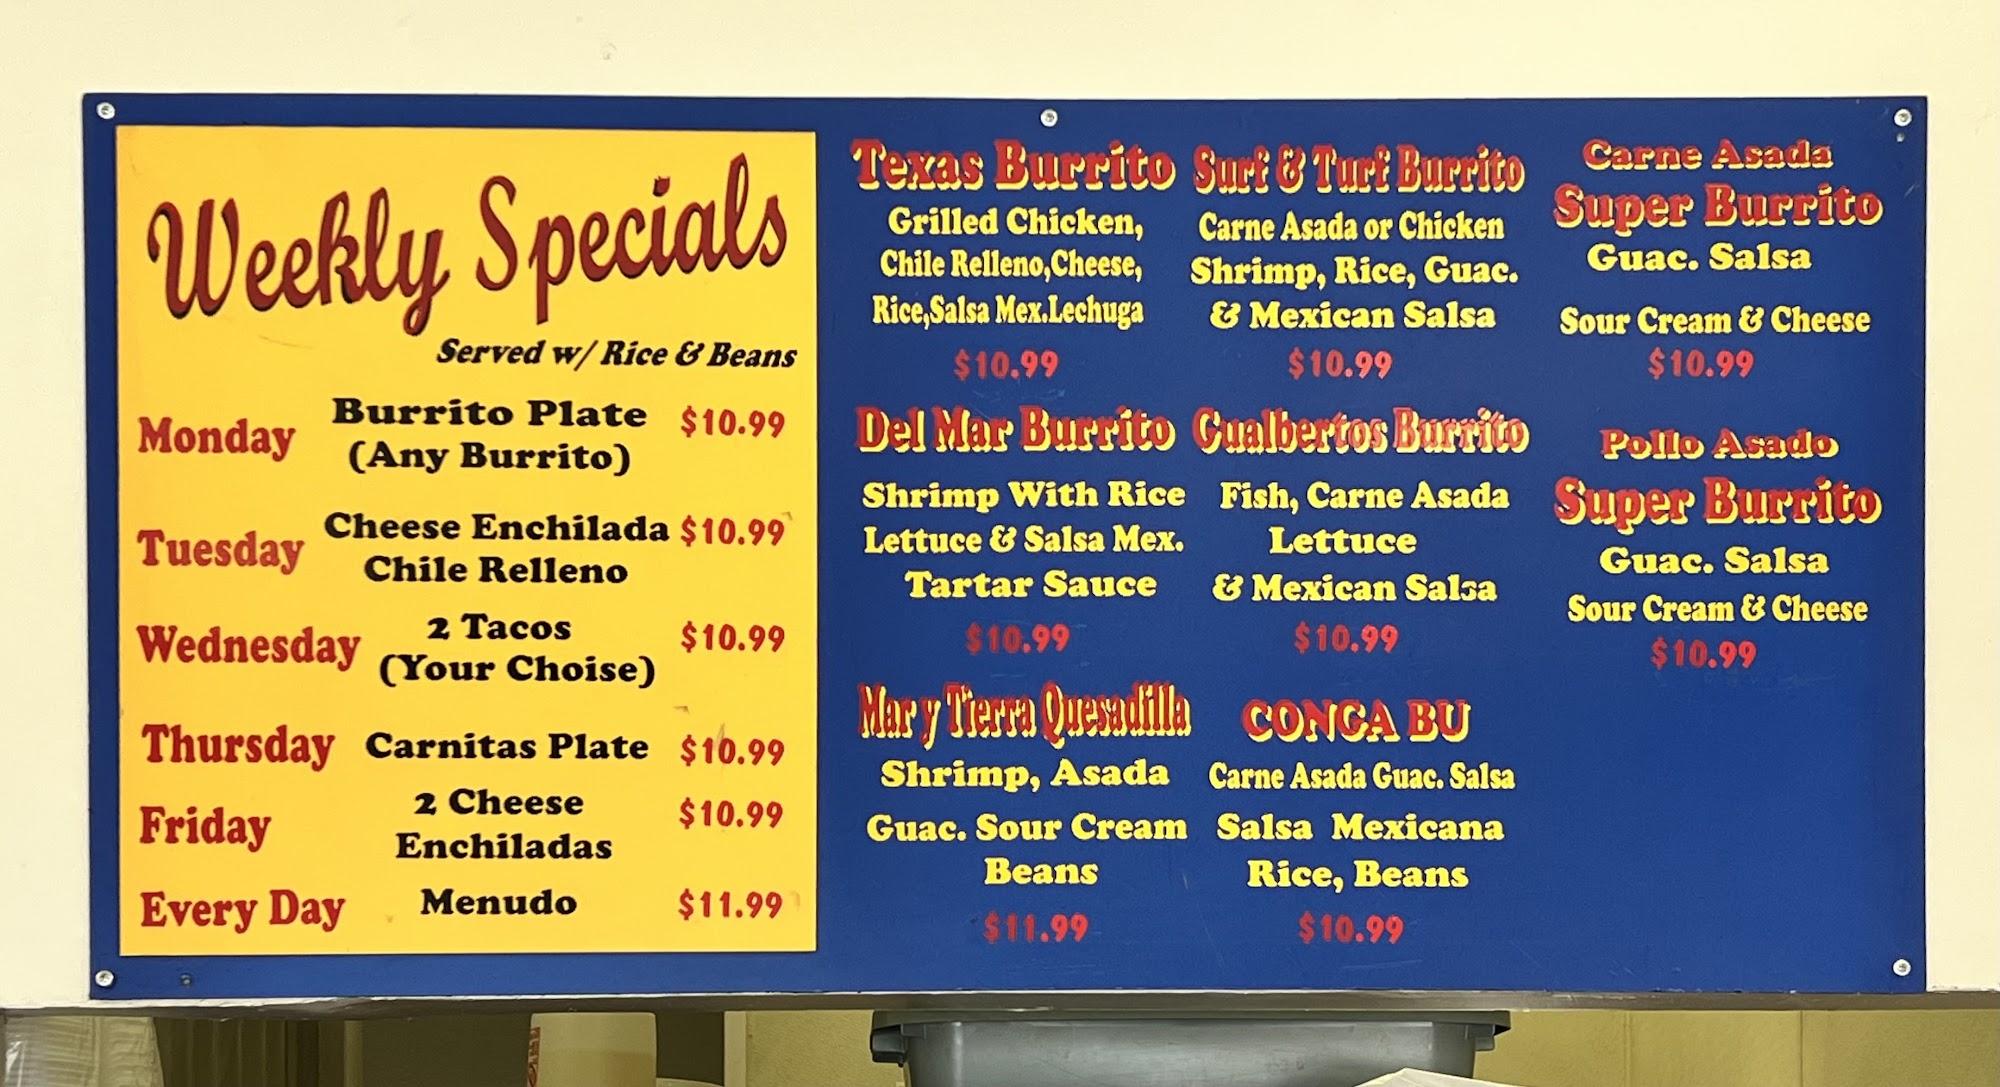 Weekly Specials
Served w/ Rice & Beans
Monday
Burrito Plate
(Any Burrito)
$10.99
Tuesday
Cheese Enchilada
Chile Relleno
$10.99
Wednesday
2 Tacos
(Your Choise)
$10.99
Thursday
Carnitas Plate
$10.99
Friday
2 Cheese
Enchiladas
$10.99
Every Day
Menudo
$11.99
Texas Burrito
Grilled Chicken,
Chile Relleno,Cheese,
Rice,Salsa Mex.Lechuga
$10.99
Surf & Turf Burrito
Carne Asada or Chicken
Shrimp, Rice, Guac.
& Mexican Salsa
$10.99
Carne Asada
Super Burrito
Guac. Salsa
Sour Cream & Cheese
$10.99
Del Mar Burrito
Shrimp With Rice
Lettuce & Salsa Mex.
Tartar Sauce
$10.99
Gualbertos Burrito
Fish, Carne Asada
Lettuce
& Mexican Salsa
$10.99
Pollo Asado
Super Burrito
Guac. Salsa
Sour Cream & Cheese
$10.99
Mar y Tierra Quesadilla
Shrimp, Asada
Guac. Sour Cream
Beans
$11.99
CONGA BU
Carne Asada Guac. Salsa
Salsa Mexicana
Rice, Beans
$10.99